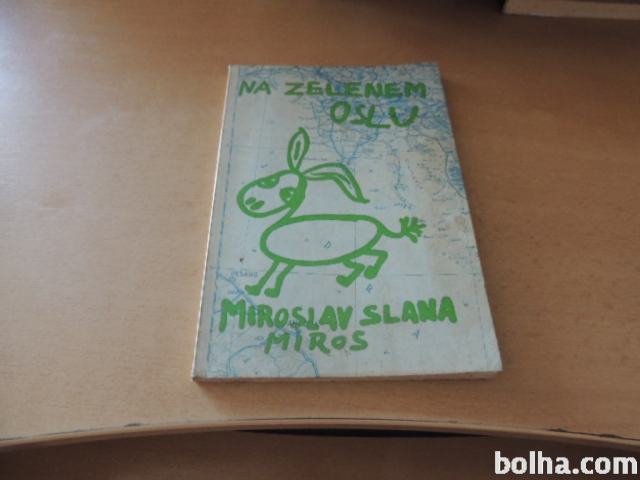 NA ZELENEM
OSLU
MIROSLAV SLANA
MIROS
bolha.com